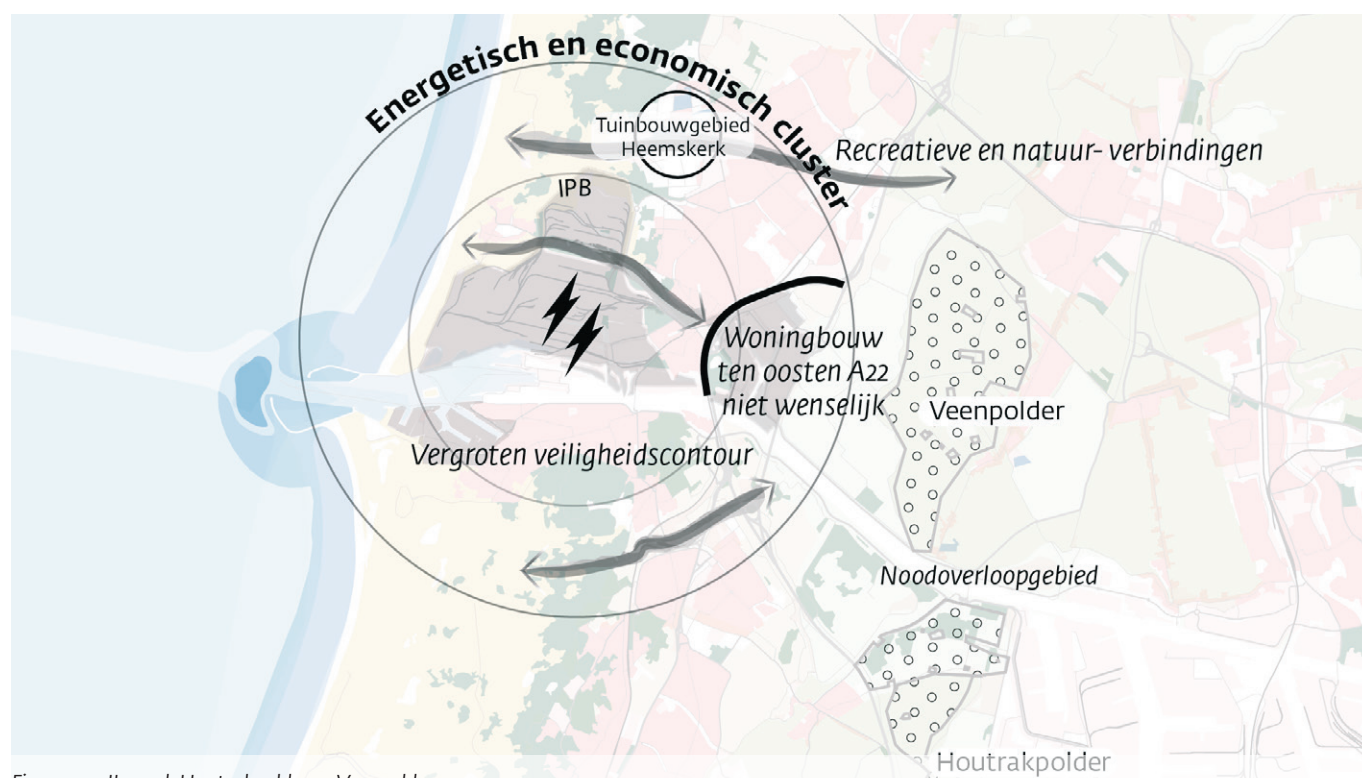 Energetisch en economisch cluster
Tuinbouwgebied
Heemskerk
Recreatieve en natuur- verbindingen
IPB
Woningbouw
ten oosten A22
niet wenselijk
Veenpolder
Vergroten veiligheidscontour
Noodoverloopgebied
Houtrakpolder